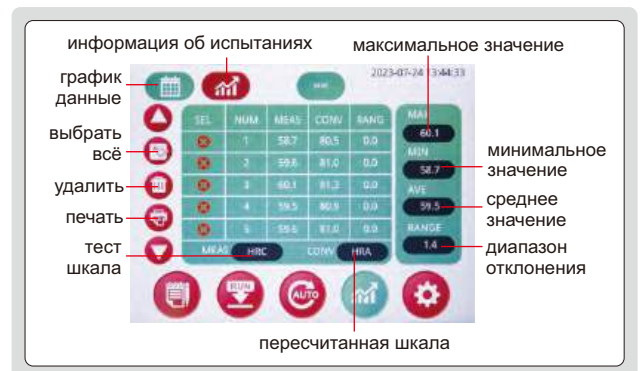 информация об испытаниях
максимальное значение
график
данные
2023-07-24 13:44:33
SEL NUM MEAS CONV RANG
MAX
60.1
выбрать
всё
1 58.7 80.5 0.0
MIN
58.7
минимальное
значение
2 59.6 81.0 0.0
удалить
3 60.1 81.3 0.0
AVE
59.5
среднее
значение
печать
4 59.5 80.9 0.0
5 59.6 81.0 0.0
RANGE
1.4
диапазон
отклонения
тест
шкала
MEAS HRC CONV HRA
RUN
AUTO
пересчитанная шкала